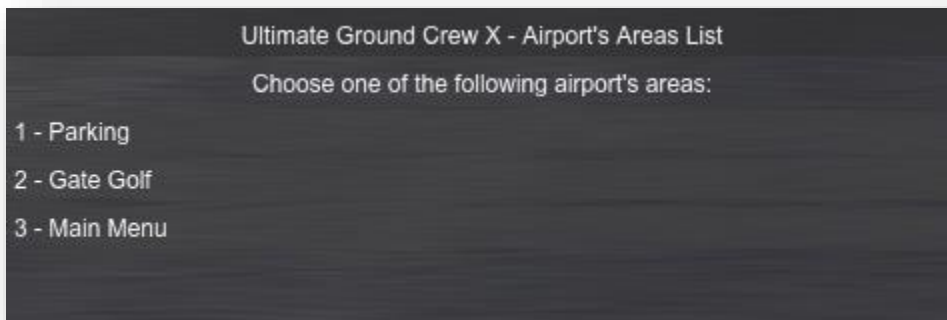 Ultimate Ground Crew X - Airport's Areas List
Choose one of the following airport's areas:
1 - Parking
2 - Gate Golf
3 - Main Menu